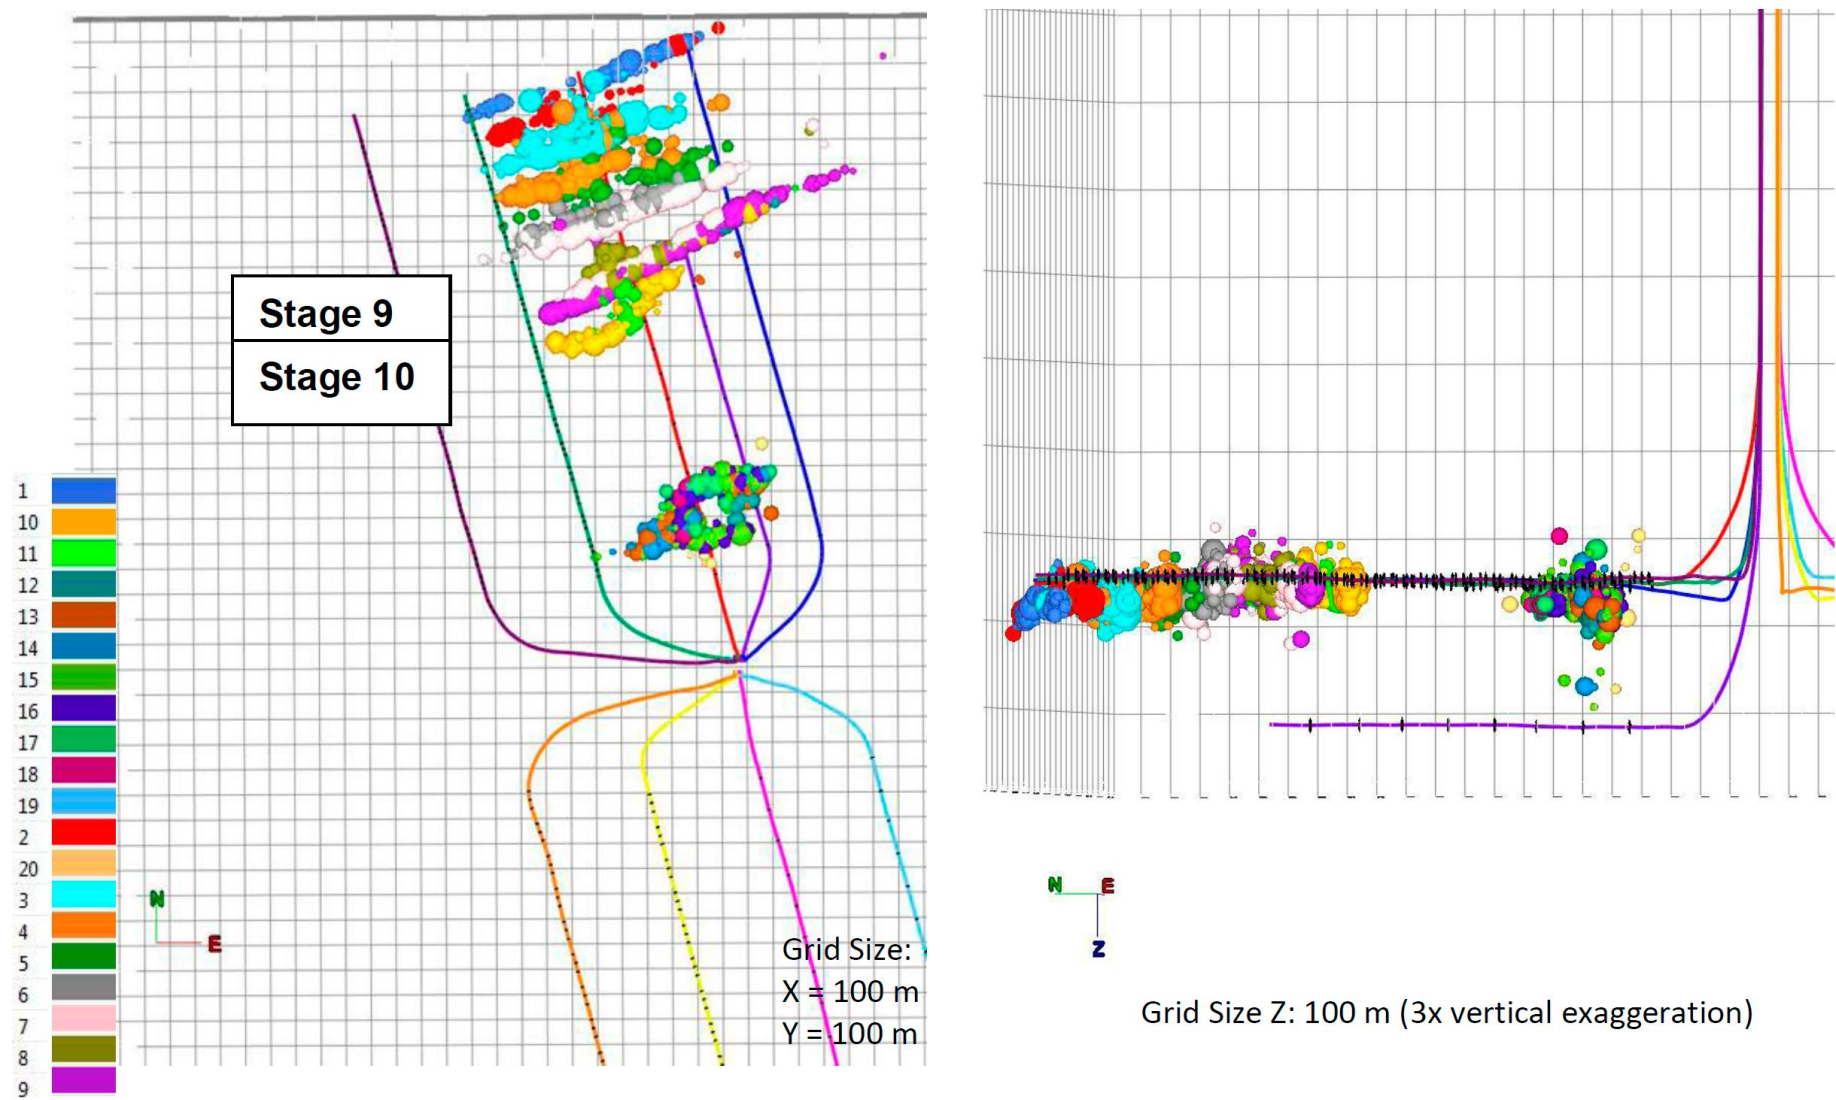 Stage 9
Stage 10
1
10
11
12
13
14
15
16
17
18
19
2
20
3
4
5
6
7
8
9
N
E
Grid Size:
X = 100 m
Y = 100 m
N
E
Z
Grid Size Z: 100 m (3x vertical exaggeration)